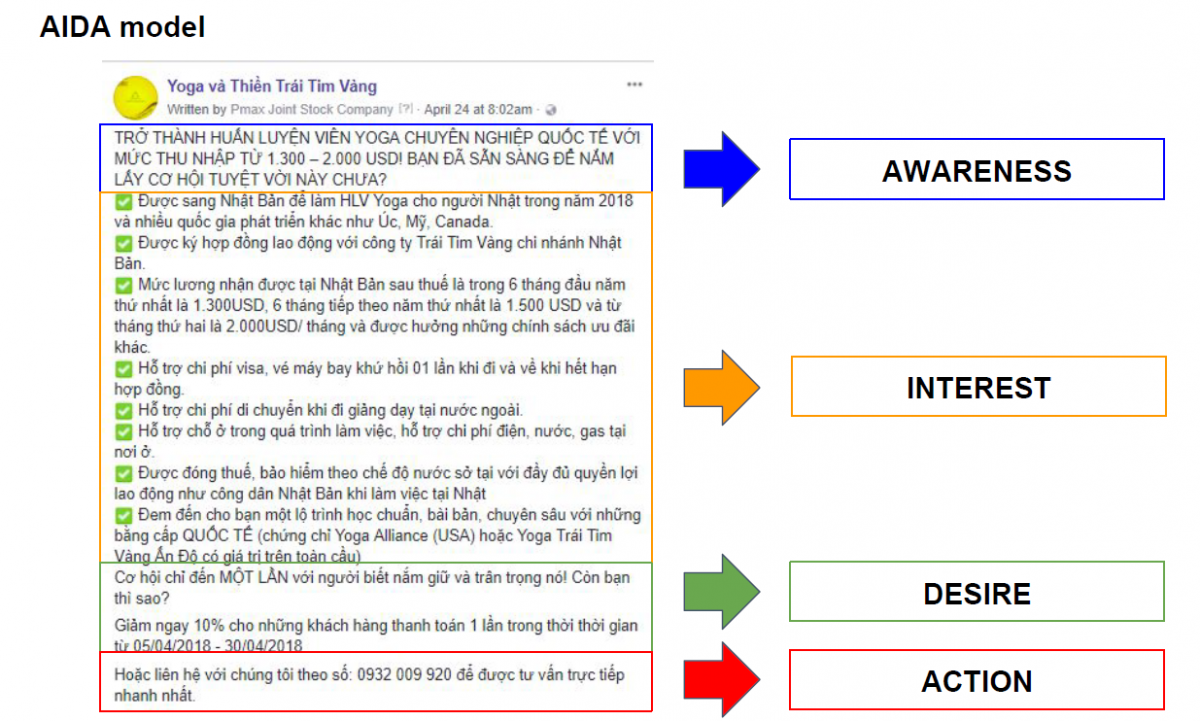 AIDA model
Yoga và Thiền Trái Tim Vàng
Written by Pmax Joint Stock Company [?] · April 24 at 8:02am ·
TRỞ THÀNH HUẤN LUYỆN VIÊN YOGA CHUYÊN NGHIỆP QUỐC TẾ VỚI
MỨC THU NHẬP TỪ 1.300 – 2.000 USD! BẠN ĐÃ SẴN SÀNG ĐỂ NẮM
LẤY CƠ HỘI TUYỆT VỜI NÀY CHƯA?
AWARENESS
✅ Được sang Nhật Bản để làm HLV Yoga cho người Nhật trong năm 2018
và nhiều quốc gia phát triển khác như Úc, Mỹ, Canada.
✅ Được ký hợp đồng lao động với công ty Trái Tim Vàng chi nhánh Nhật
Bản.
✅ Mức lương nhận được tại Nhật Bản sau thuế là trong 6 tháng đầu năm
thứ nhất là 1.300USD, 6 tháng tiếp theo năm thứ nhất là 1.500 USD và từ
tháng thứ hai là 2.000USD/ tháng và được hưởng những chính sách ưu đãi
khác.
✅ Hỗ trợ chi phí visa, vé máy bay khứ hồi 01 lần khi đi và về khi hết hạn
hợp đồng.
✅ Hỗ trợ chi phí di chuyển khi đi giảng dạy tại nước ngoài.
✅ Hỗ trợ chỗ ở trong quá trình làm việc, hỗ trợ chi phí điện, nước, gas tại
nơi ở.
✅ Được đóng thuế, bảo hiểm theo chế độ nước sở tại với đầy đủ quyền lợi
lao động như công dân Nhật Bản khi làm việc tại Nhật
✅ Đem đến cho bạn một lộ trình học chuẩn, bài bản, chuyên sâu với những
bằng cấp QUỐC TẾ (chứng chỉ Yoga Alliance (USA) hoặc Yoga Trái Tim
Vàng Ấn Độ có giá trị trên toàn cầu)
INTEREST
Cơ hội chỉ đến MỘT LẦN với người biết nắm giữ và trân trọng nó! Còn bạn
thì sao?
Giảm ngay 10% cho những khách hàng thanh toán 1 lần trong thời thời gian
từ 05/04/2018 - 30/04/2018
DESIRE
Hoặc liên hệ với chúng tôi theo số: 0932 009 920 để được tư vấn trực tiếp
nhanh nhất.
ACTION